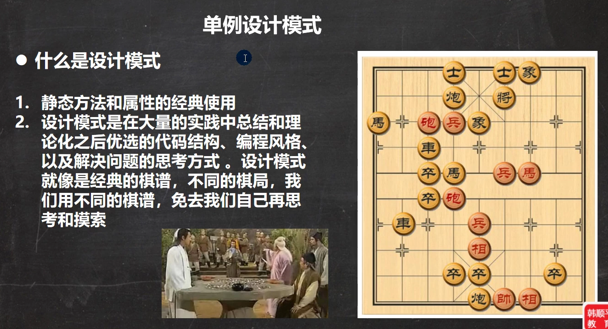 单例设计模式
● 什么是设计模式
1. 静态方法和属性的经典使用
2. 设计模式是在大量的实践中总结和理
论化之后优选的代码结构、编程风格、
以及解决问题的思考方式 。设计模式
就像是经典的棋谱，不同的棋局，我
们用不同的棋谱，免去我们自己再思
考和摸索
士 士 象
炮 將
馬 砲 兵 象
車
卒 馬 兵 馬
卒 砲
車 兵
相
卒 卒 卒
炮 帥 相
韩顺平
教育